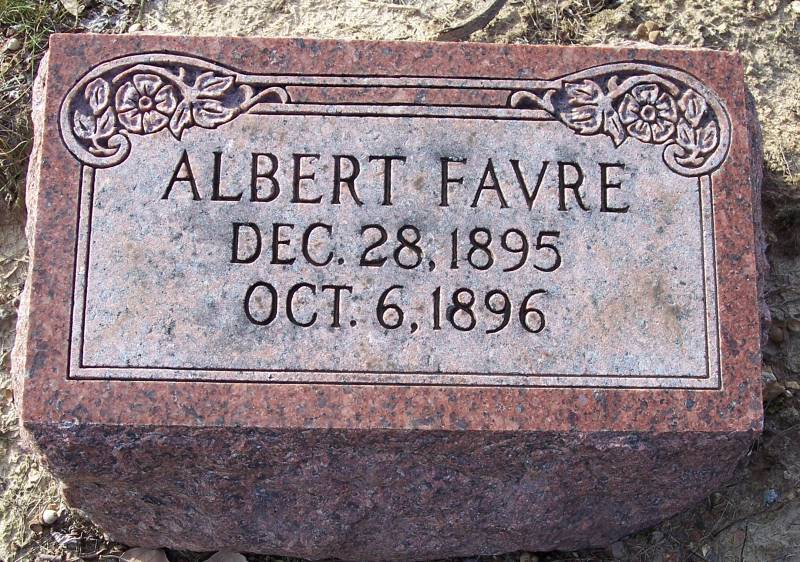 ALBERT FAVRE
DEC. 28, 1895
OCT. 6, 1896